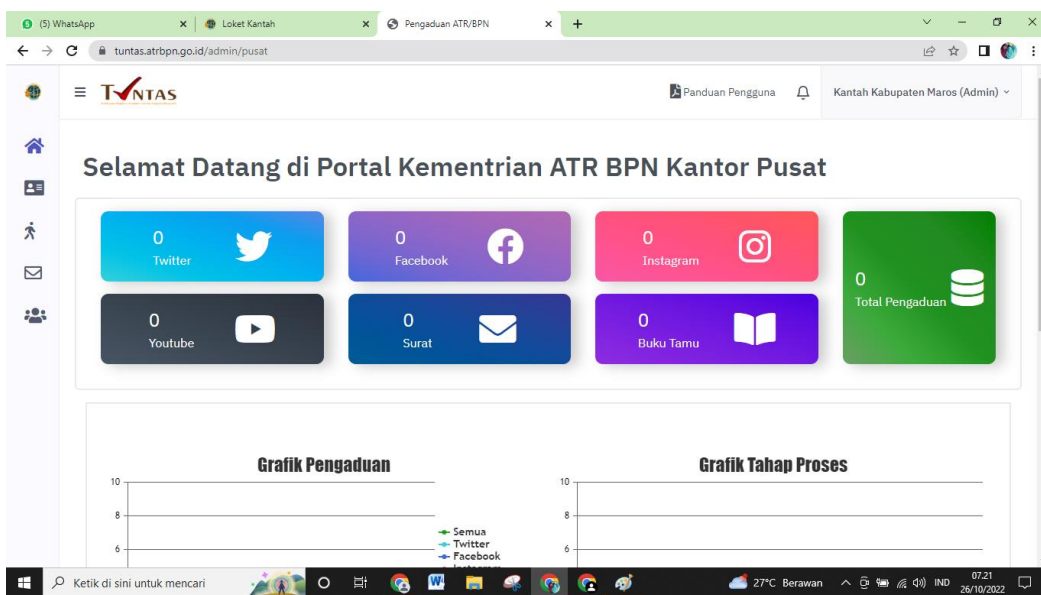 (5) WhatsApp
Loket Kantah
Pengaduan ATR/BPN
tuntas.atrbpn.go.id/admin/pusat
TUNTAS
Panduan Pengguna
Kantah Kabupaten Maros (Admin)
Selamat Datang di Portal Kementrian ATR BPN Kantor Pusat
0
Twitter
0
Facebook
0
Instagram
0
Total Pengaduan
0
Youtube
0
Surat
0
Buku Tamu
Grafik Pengaduan
10
8
6
Semua
Twitter
Facebook
Grafik Tahap Proses
10
8
6
Ketik di sini untuk mencari
27°C Berawan
IND
07.21
26/10/2022